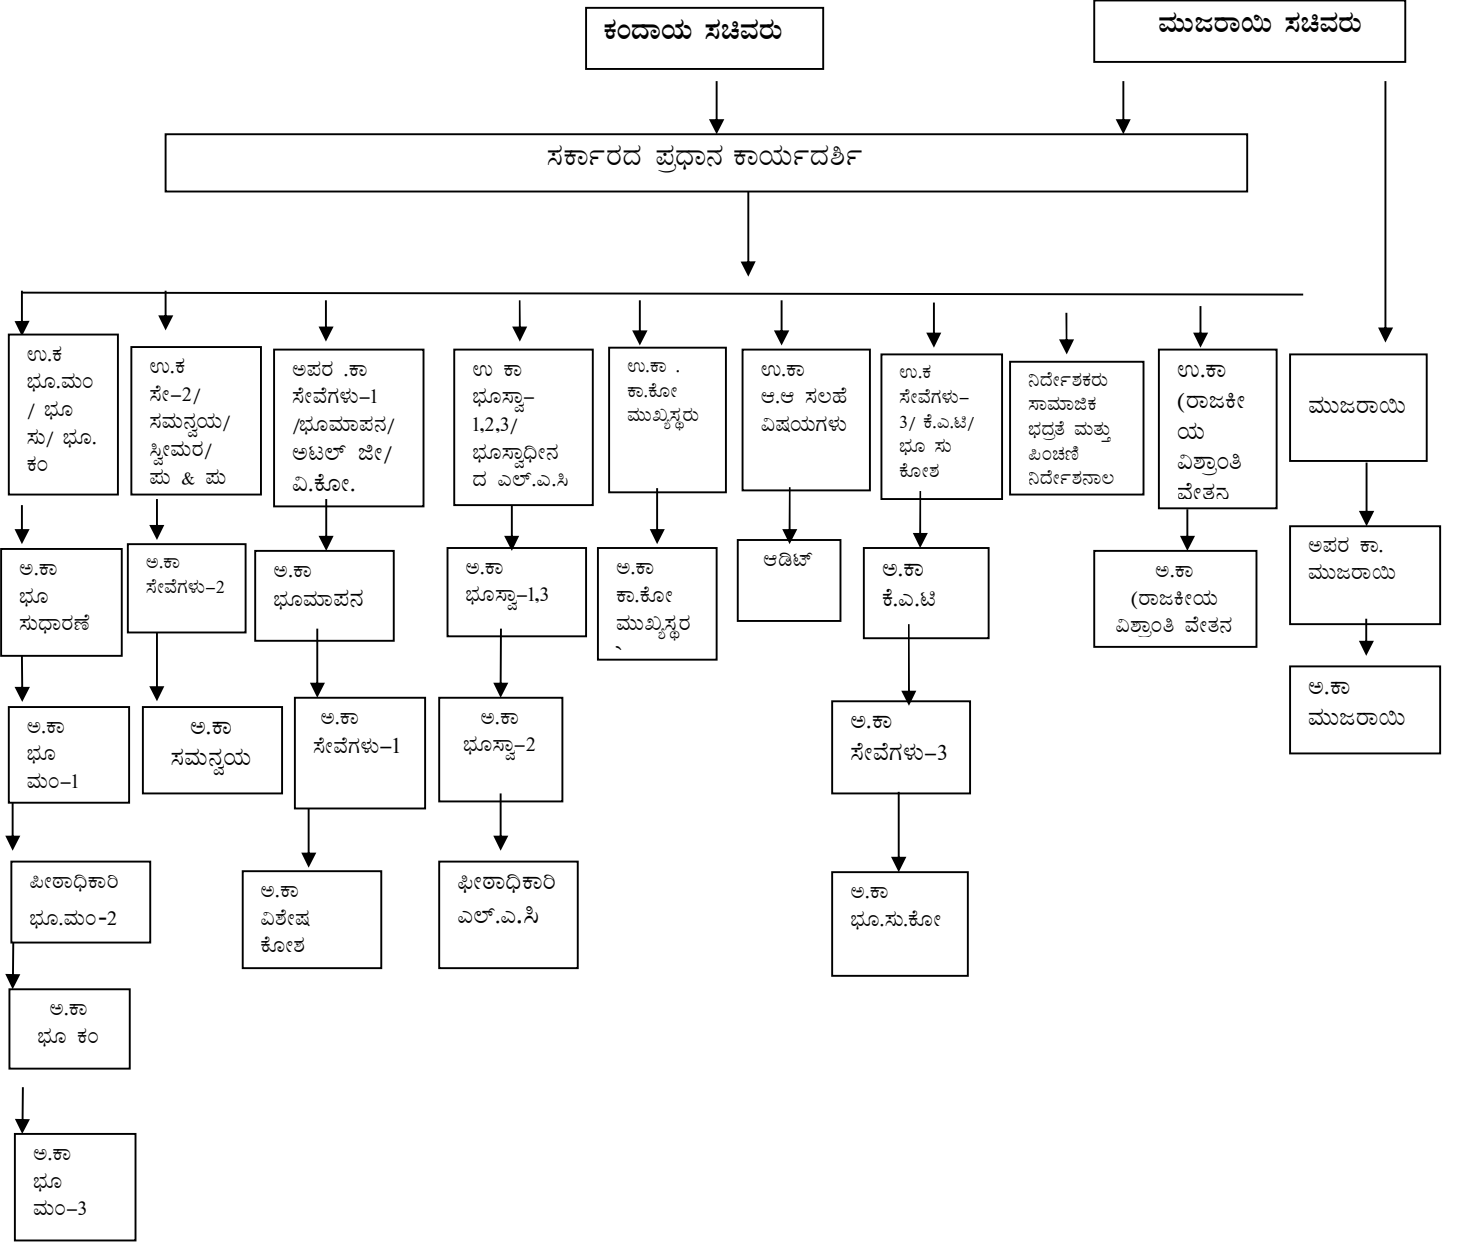 ಕಂದಾಯ ಸಚಿವರು
ಮುಜರಾಯಿ ಸಚಿವರು
ಸರ್ಕಾರದ ಪ್ರಧಾನ ಕಾರ್ಯದರ್ಶಿ
ಉ.ಕ
ಭೂ.ಮಂ
/ ಭೂ
ಸು/ ಭೂ.
ಕಂ
ಉ.ಕ
ಸೇ-2/
ಸಮನ್ವಯ/
ಸ್ವೀಮರ/
ಪು & ಪು
ಅಪರ .ಕಾ
ಸೇವೆಗಳು-1
/ಭೂಮಾಪನ/
ಅಟಲ್ ಜೀ/
ವಿ.ಕೋ.
ಉ ಕಾ
ಭೂಸ್ವಾ-
1,2,3/
ಭೂಸ್ವಾಧೀನ
ದ ಎಲ್.ಎ.ಸಿ
ಉ.ಕಾ .
ಕಾ.ಕೋ
ಮುಖ್ಯಸ್ಥರು
ಉ.ಕಾ
ಆ.ಆ ಸಲಹೆ
ವಿಷಯಗಳು
ಉ.ಕ
ಸೇವೆಗಳು-
3/ ಕೆ.ಎ.ಟಿ/
ಭೂ ಸು
ಕೋಶ
ನಿರ್ದೇಶಕರು
ಸಾಮಾಜಿಕ
ಭದ್ರತೆ ಮತ್ತು
ಪಿಂಚಣಿ
ನಿರ್ದೇಶನಾಲ
ಉ.ಕಾ
(ರಾಜಕೀ
ಯ
ವಿಶ್ರಾಂತಿ
ವೇತನ
ಮುಜರಾಯಿ
ಅ.ಕಾ
ಭೂ
ಸುಧಾರಣೆ
ಅ.ಕಾ
ಸೇವೆಗಳು-2
ಅ.ಕಾ
ಭೂಮಾಪನ
ಅ.ಕಾ
ಭೂಸ್ವಾ-1,3
ಅ.ಕಾ
ಕಾ.ಕೋ
ಮುಖ್ಯಸ್ಥರ
ಆಡಿಟ್
ಅ.ಕಾ
ಕೆ.ಎ.ಟಿ
ಅ.ಕಾ
(ರಾಜಕೀಯ
ವಿಶ್ರಾಂತಿ ವೇತನ
ಅಪರ ಕಾ.
ಮುಜರಾಯಿ
ಅ.ಕಾ
ಭೂ
ಮಂ-1
ಅ.ಕಾ
ಸಮನ್ವಯ
ಅ.ಕಾ
ಸೇವೆಗಳು-1
ಅ.ಕಾ
ಭೂಸ್ವಾ-2
ಅ.ಕಾ
ಸೇವೆಗಳು-3
ಅ.ಕಾ
ಮುಜರಾಯಿ
ಪೀಠಾಧಿಕಾರಿ
ಭೂ.ಮಂ-2
ಅ.ಕಾ
ವಿಶೇಷ
ಕೋಶ
ಫೀಠಾಧಿಕಾರಿ
ಎಲ್.ಎ.ಸಿ
ಅ.ಕಾ
ಭೂ.ಸು.ಕೋ
ಅ.ಕಾ
ಭೂ ಕಂ
ಅ.ಕಾ
ಭೂ
ಮಂ-3